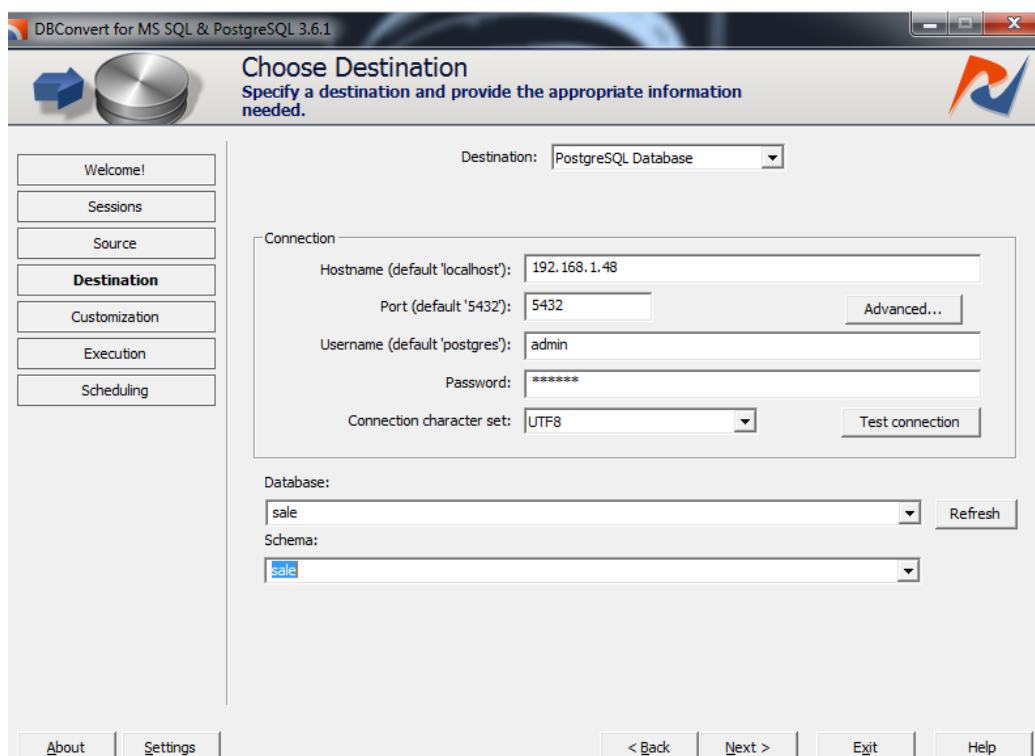 DBConvert for MS SQL & PostgreSQL 3.6.1
Choose Destination
Specify a destination and provide the appropriate information
needed.
Welcome!
Sessions
Source
Destination
Customization
Execution
Scheduling
Destination: PostgreSQL Database
Connection
Hostname (default 'localhost'): 192.168.1.48
Port (default '5432'): 5432 Advanced...
Username (default 'postgres'): admin
Password: ******
Connection character set: UTF8 Test connection
Database:
sale Refresh
Schema:
sale
About Settings < Back Next > Exit Help